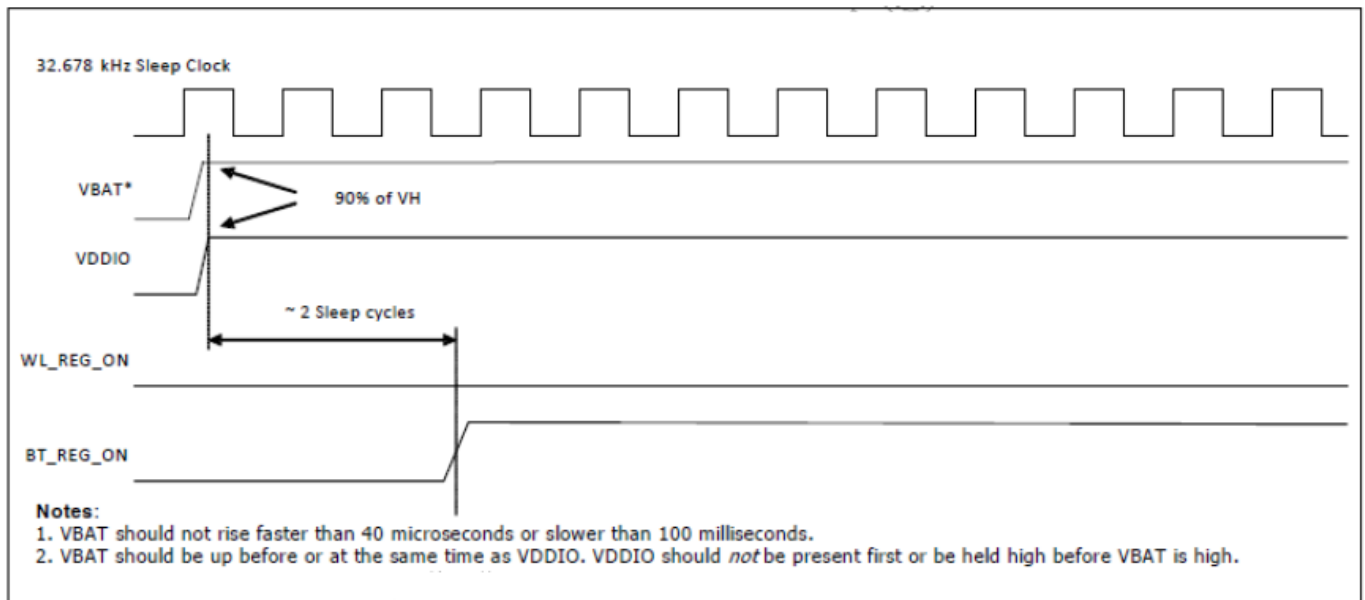 32.678 kHz Sleep Clock
VBAT*
90% of VH
VDDIO
~ 2 Sleep cycles
WL_REG_ON
BT_REG_ON
Notes:
1. VBAT should not rise faster than 40 microseconds or slower than 100 milliseconds.
2. VBAT should be up before or at the same time as VDDIO. VDDIO should not be present first or be held high before VBAT is high.